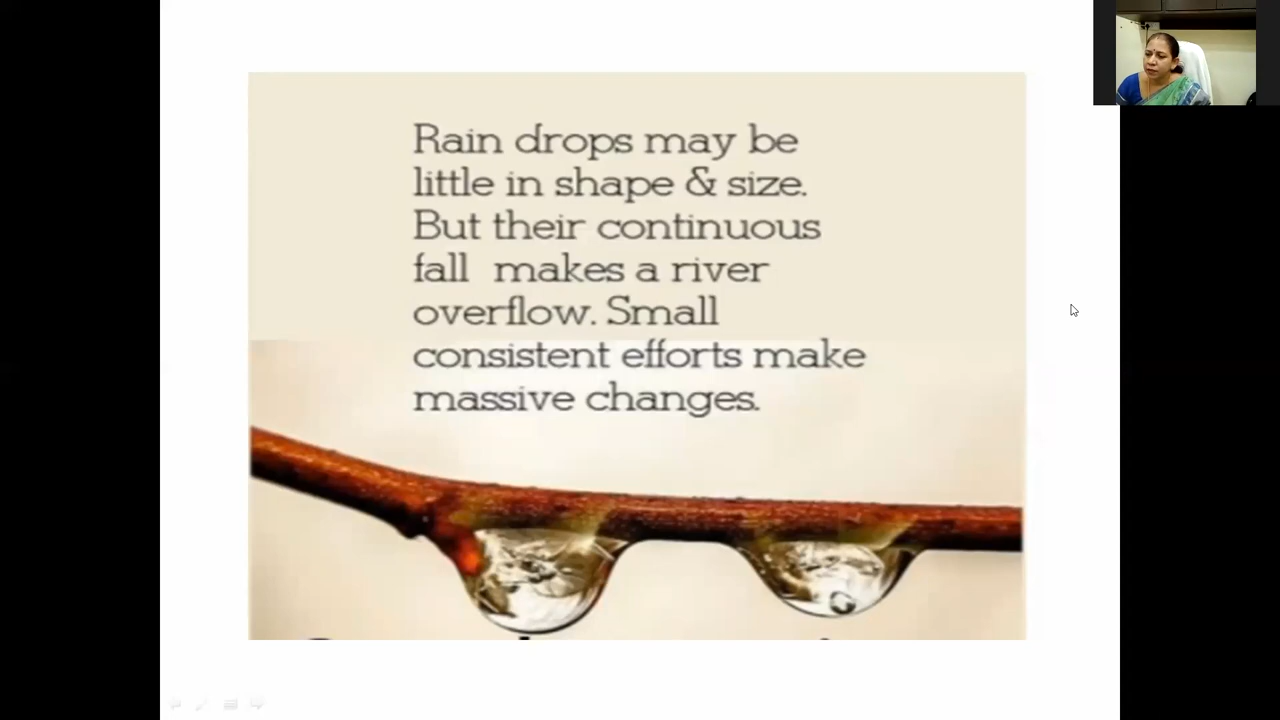 Rain drops may be
little in shape & size.
But their continuous
fall makes a river
overflow. Small
consistent efforts make
massive changes.